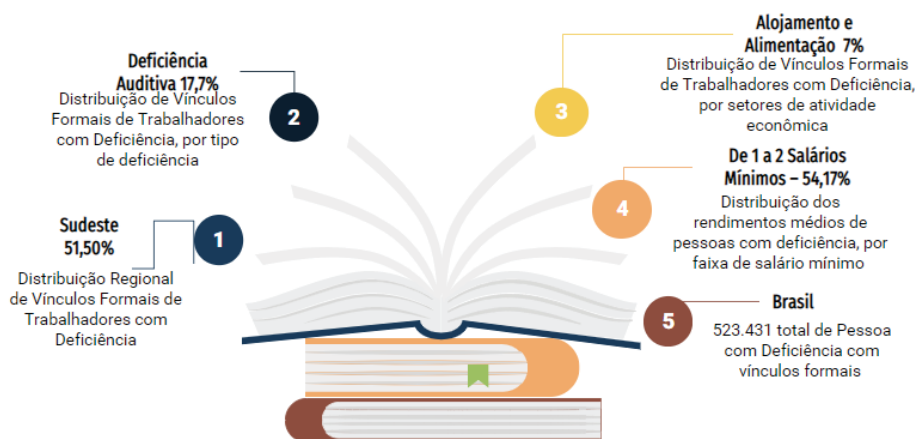 1
Sudeste
51,50%
Distribuição Regional
de Vínculos Formais de
Trabalhadores com
Deficiência
2
Deficiência
Auditiva 17,7%
Distribuição de Vínculos
Formais de Trabalhadores
com Deficiência, por tipo
de deficiência
3
Alojamento e
Alimentação 7%
Distribuição de Vínculos Formais
de Trabalhadores com Deficiência,
por setores de atividade
econômica
4
De 1 a 2 Salários
Mínimos – 54,17%
Distribuição dos
rendimentos médios de
pessoas com deficiência, por
faixa de salário mínimo
5
Brasil
523.431 total de Pessoa
com Deficiência com
vínculos formais